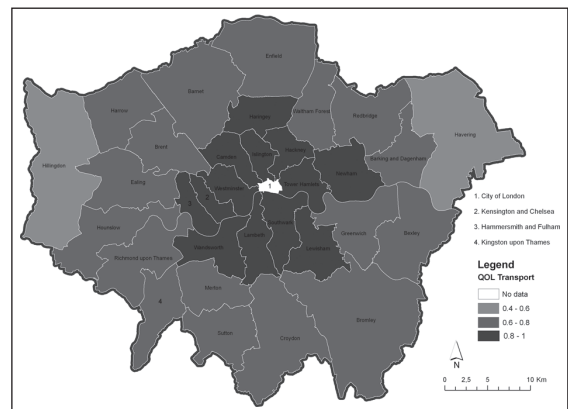 Enfield
Barnet
Harrow
Haringey
Waltham Forest
Redbridge
Havering
Hillingdon
Brent
Camden
Islington
Hackney
Barking and Dagenham
Newham
Ealing
Westminster
1
Tower Hamlets
2
3
Hounslow
Southwark
Greenwich
Bexley
Richmond upon Thames
Wandsworth
Lambeth
Lewisham
4
Merton
Sutton
Croydon
Bromley
1. City of London
2. Kensington and Chelsea
3. Hammersmith and Fulham
4. Kingston upon Thames
Legend
QOL Transport
No data
0.4 - 0.6
0.6 - 0.8
0.8 - 1
N
0 2,5 5 10 Km